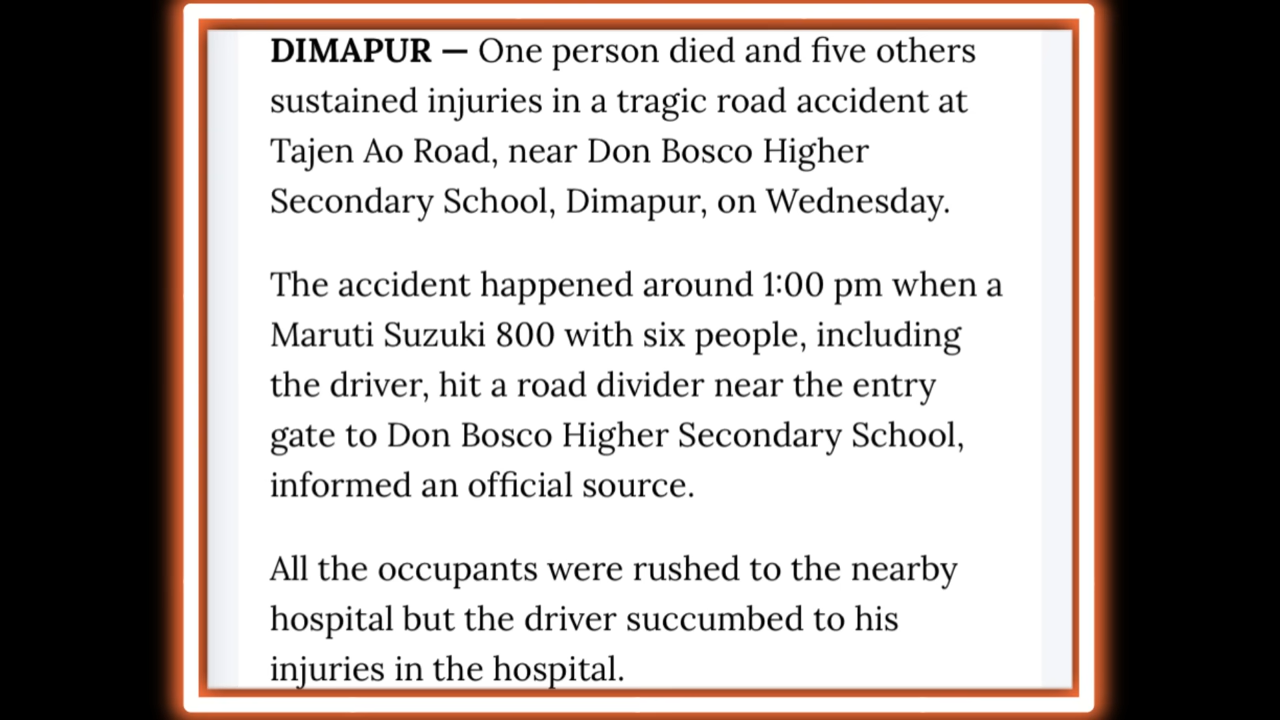 DIMAPUR — One person died and five others
sustained injuries in a tragic road accident at
Tajen Ao Road, near Don Bosco Higher
Secondary School, Dimapur, on Wednesday.
The accident happened around 1:00 pm when a
Maruti Suzuki 800 with six people, including
the driver, hit a road divider near the entry
gate to Don Bosco Higher Secondary School,
informed an official source.
All the occupants were rushed to the nearby
hospital but the driver succumbed to his
injuries in the hospital.